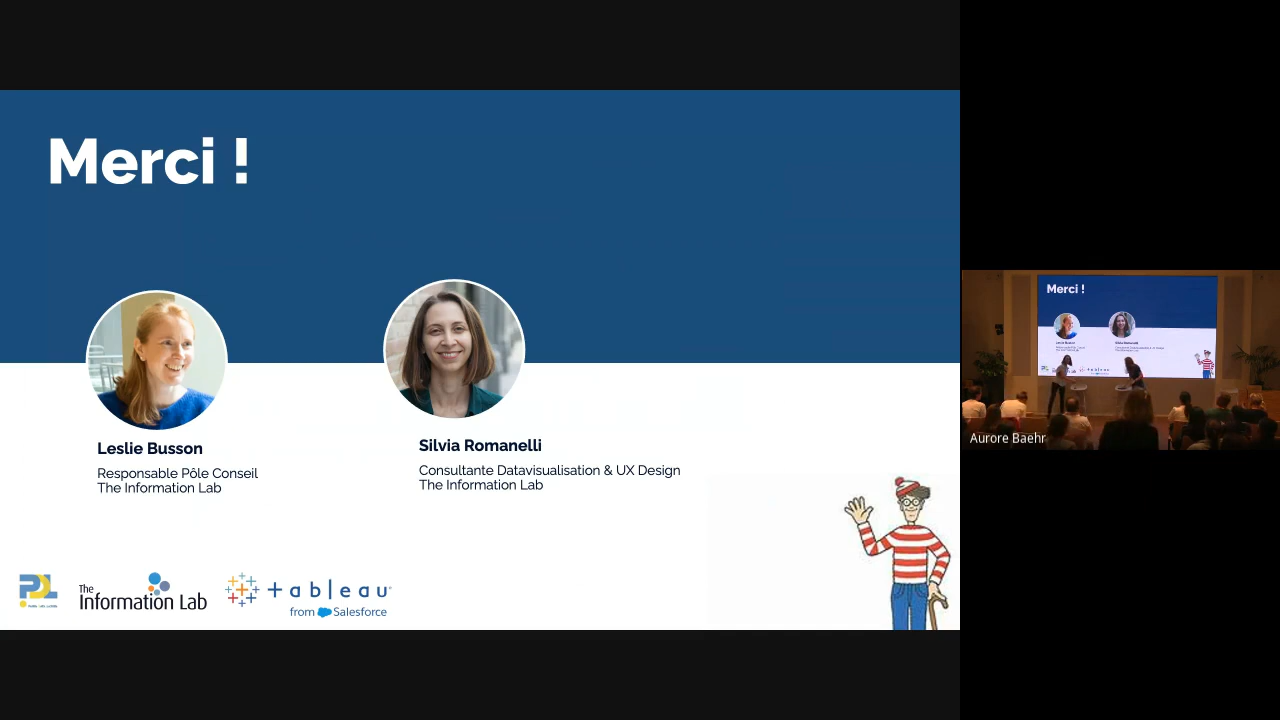 Merci !
Leslie Busson
Responsable Pôle Conseil
The Information Lab
Silvia Romanelli
Consultante Datavisualisation & UX Design
The Information Lab
PDL
The
Information Lab
+ a b | e a u
from Salesforce
Merci !
Aurore Baehr